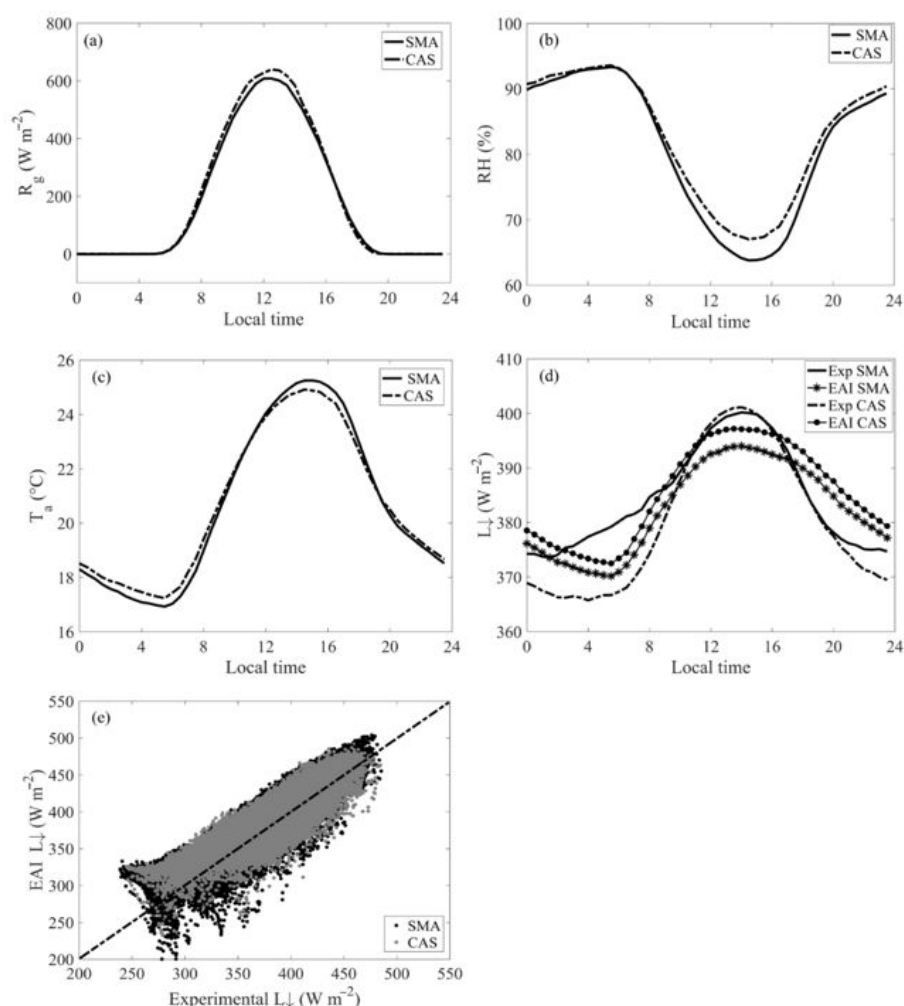 (a)
SMA
CAS
800
600
400
200
0
R_g (W m⁻²)
0 4 8 12 16 20 24
Local time
(b)
SMA
CAS
100
90
80
70
60
RH (%)
0 4 8 12 16 20 24
Local time
(c)
SMA
CAS
26
24
22
20
18
16
T_a (°C)
0 4 8 12 16 20 24
Local time
(d)
Exp SMA
EAI SMA
Exp CAS
EAI CAS
410
400
390
380
370
360
L↓ (W m⁻²)
0 4 8 12 16 20 24
Local time
(e)
550
500
450
400
350
300
250
200
EAI L↓ (W m⁻²)
SMA
CAS
200 250 300 350 400 450 500 550
Experimental L↓ (W m⁻²)